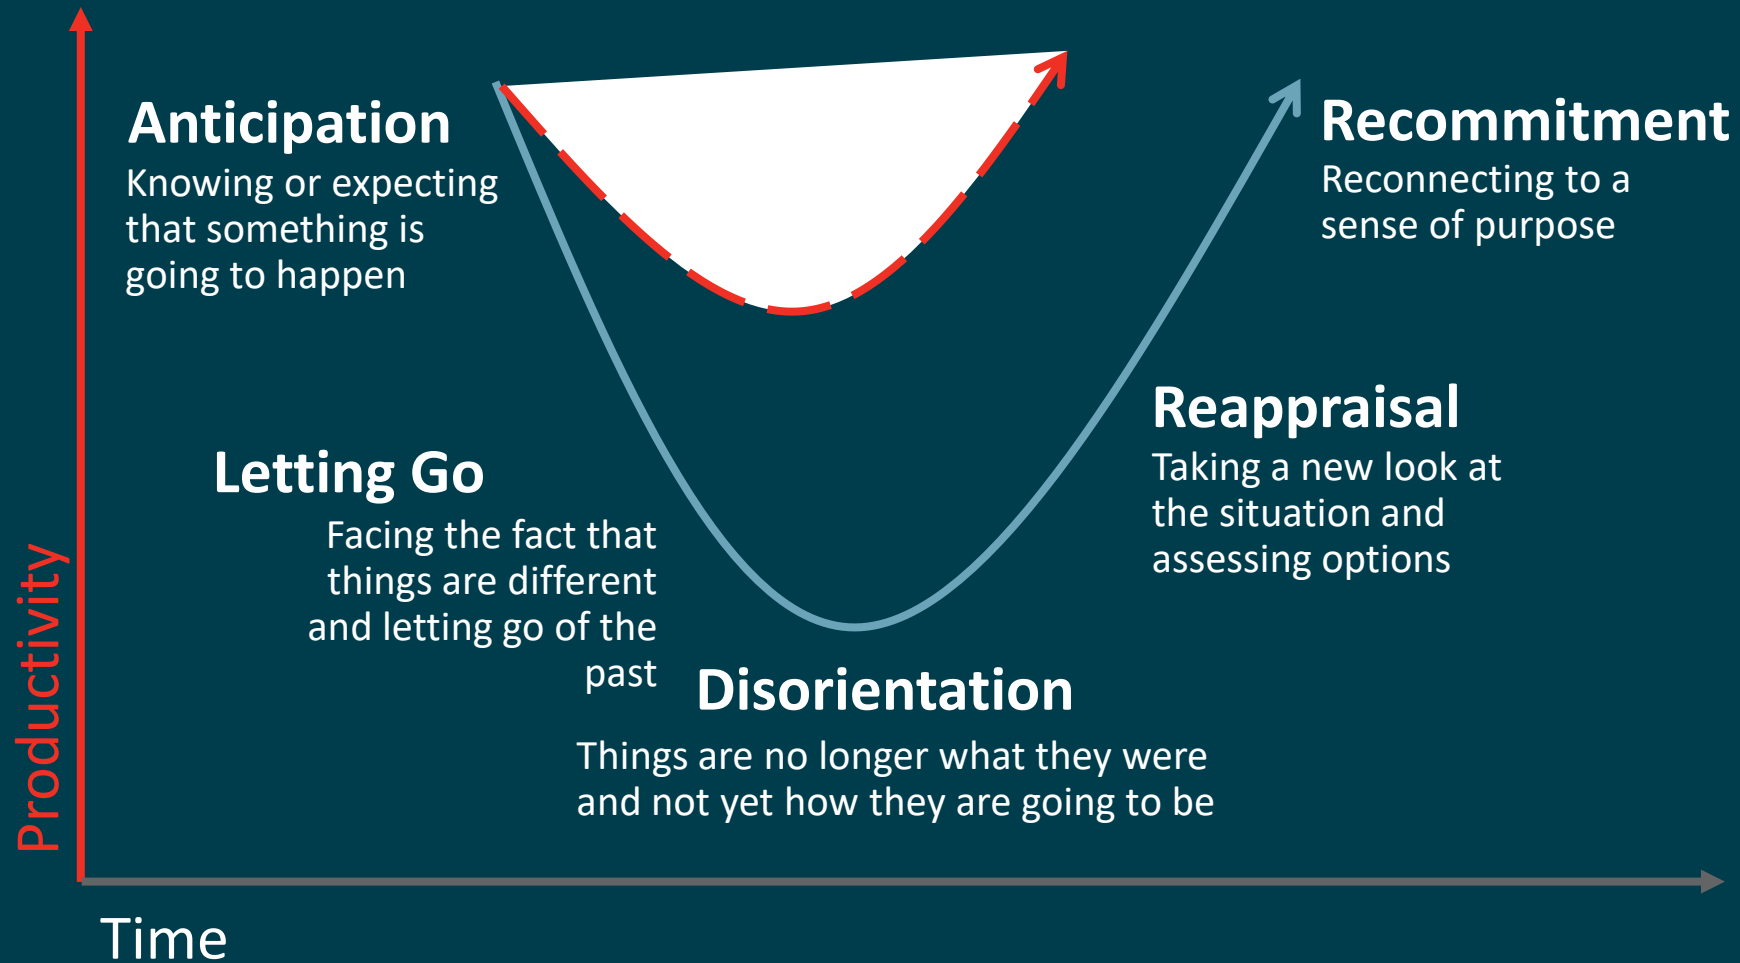 Anticipation
Knowing or expecting
that something is
going to happen
Letting Go
Facing the fact that
things are different
and letting go of the
past
Disorientation
Things are no longer what they were
and not yet how they are going to be
Reappraisal
Taking a new look at
the situation and
assessing options
Recommitment
Reconnecting to a
sense of purpose
Productivity
Time